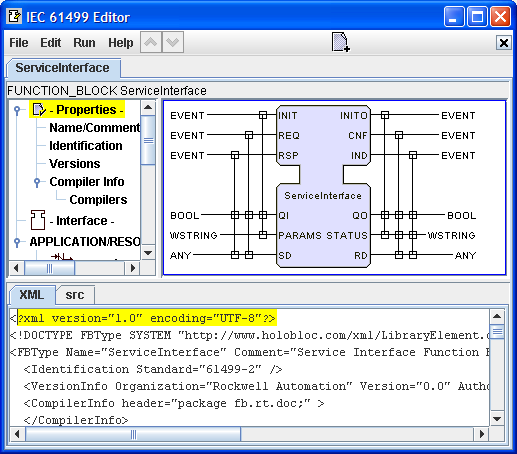 IEC 61499 Editor
File Edit Run Help
ServiceInterface
FUNCTION_BLOCK ServiceInterface
- Properties -
Name/Comment
Identification
Versions
Compiler Info
Compilers
- Interface -
APPLICATION/RESO
EVENT INIT INITO EVENT
EVENT REQ CNF EVENT
EVENT RSP IND EVENT
ServiceInterface
BOOL QI QO BOOL
WSTRING PARAMS STATUS WSTRING
ANY SD RD ANY
XML src
<?xml version="1.0" encoding="UTF-8"?>
<!DOCTYPE FBType SYSTEM "http://www.holobloc.com/xml/LibraryElement.d
<FBType Name="ServiceInterface" Comment="Service Interface Function B
<Identification Standard="61499-2" />
<VersionInfo Organization="Rockwell Automation" Version="0.0" Autho
<CompilerInfo header="package fb.rt.doc;" >
</CompilerInfo>